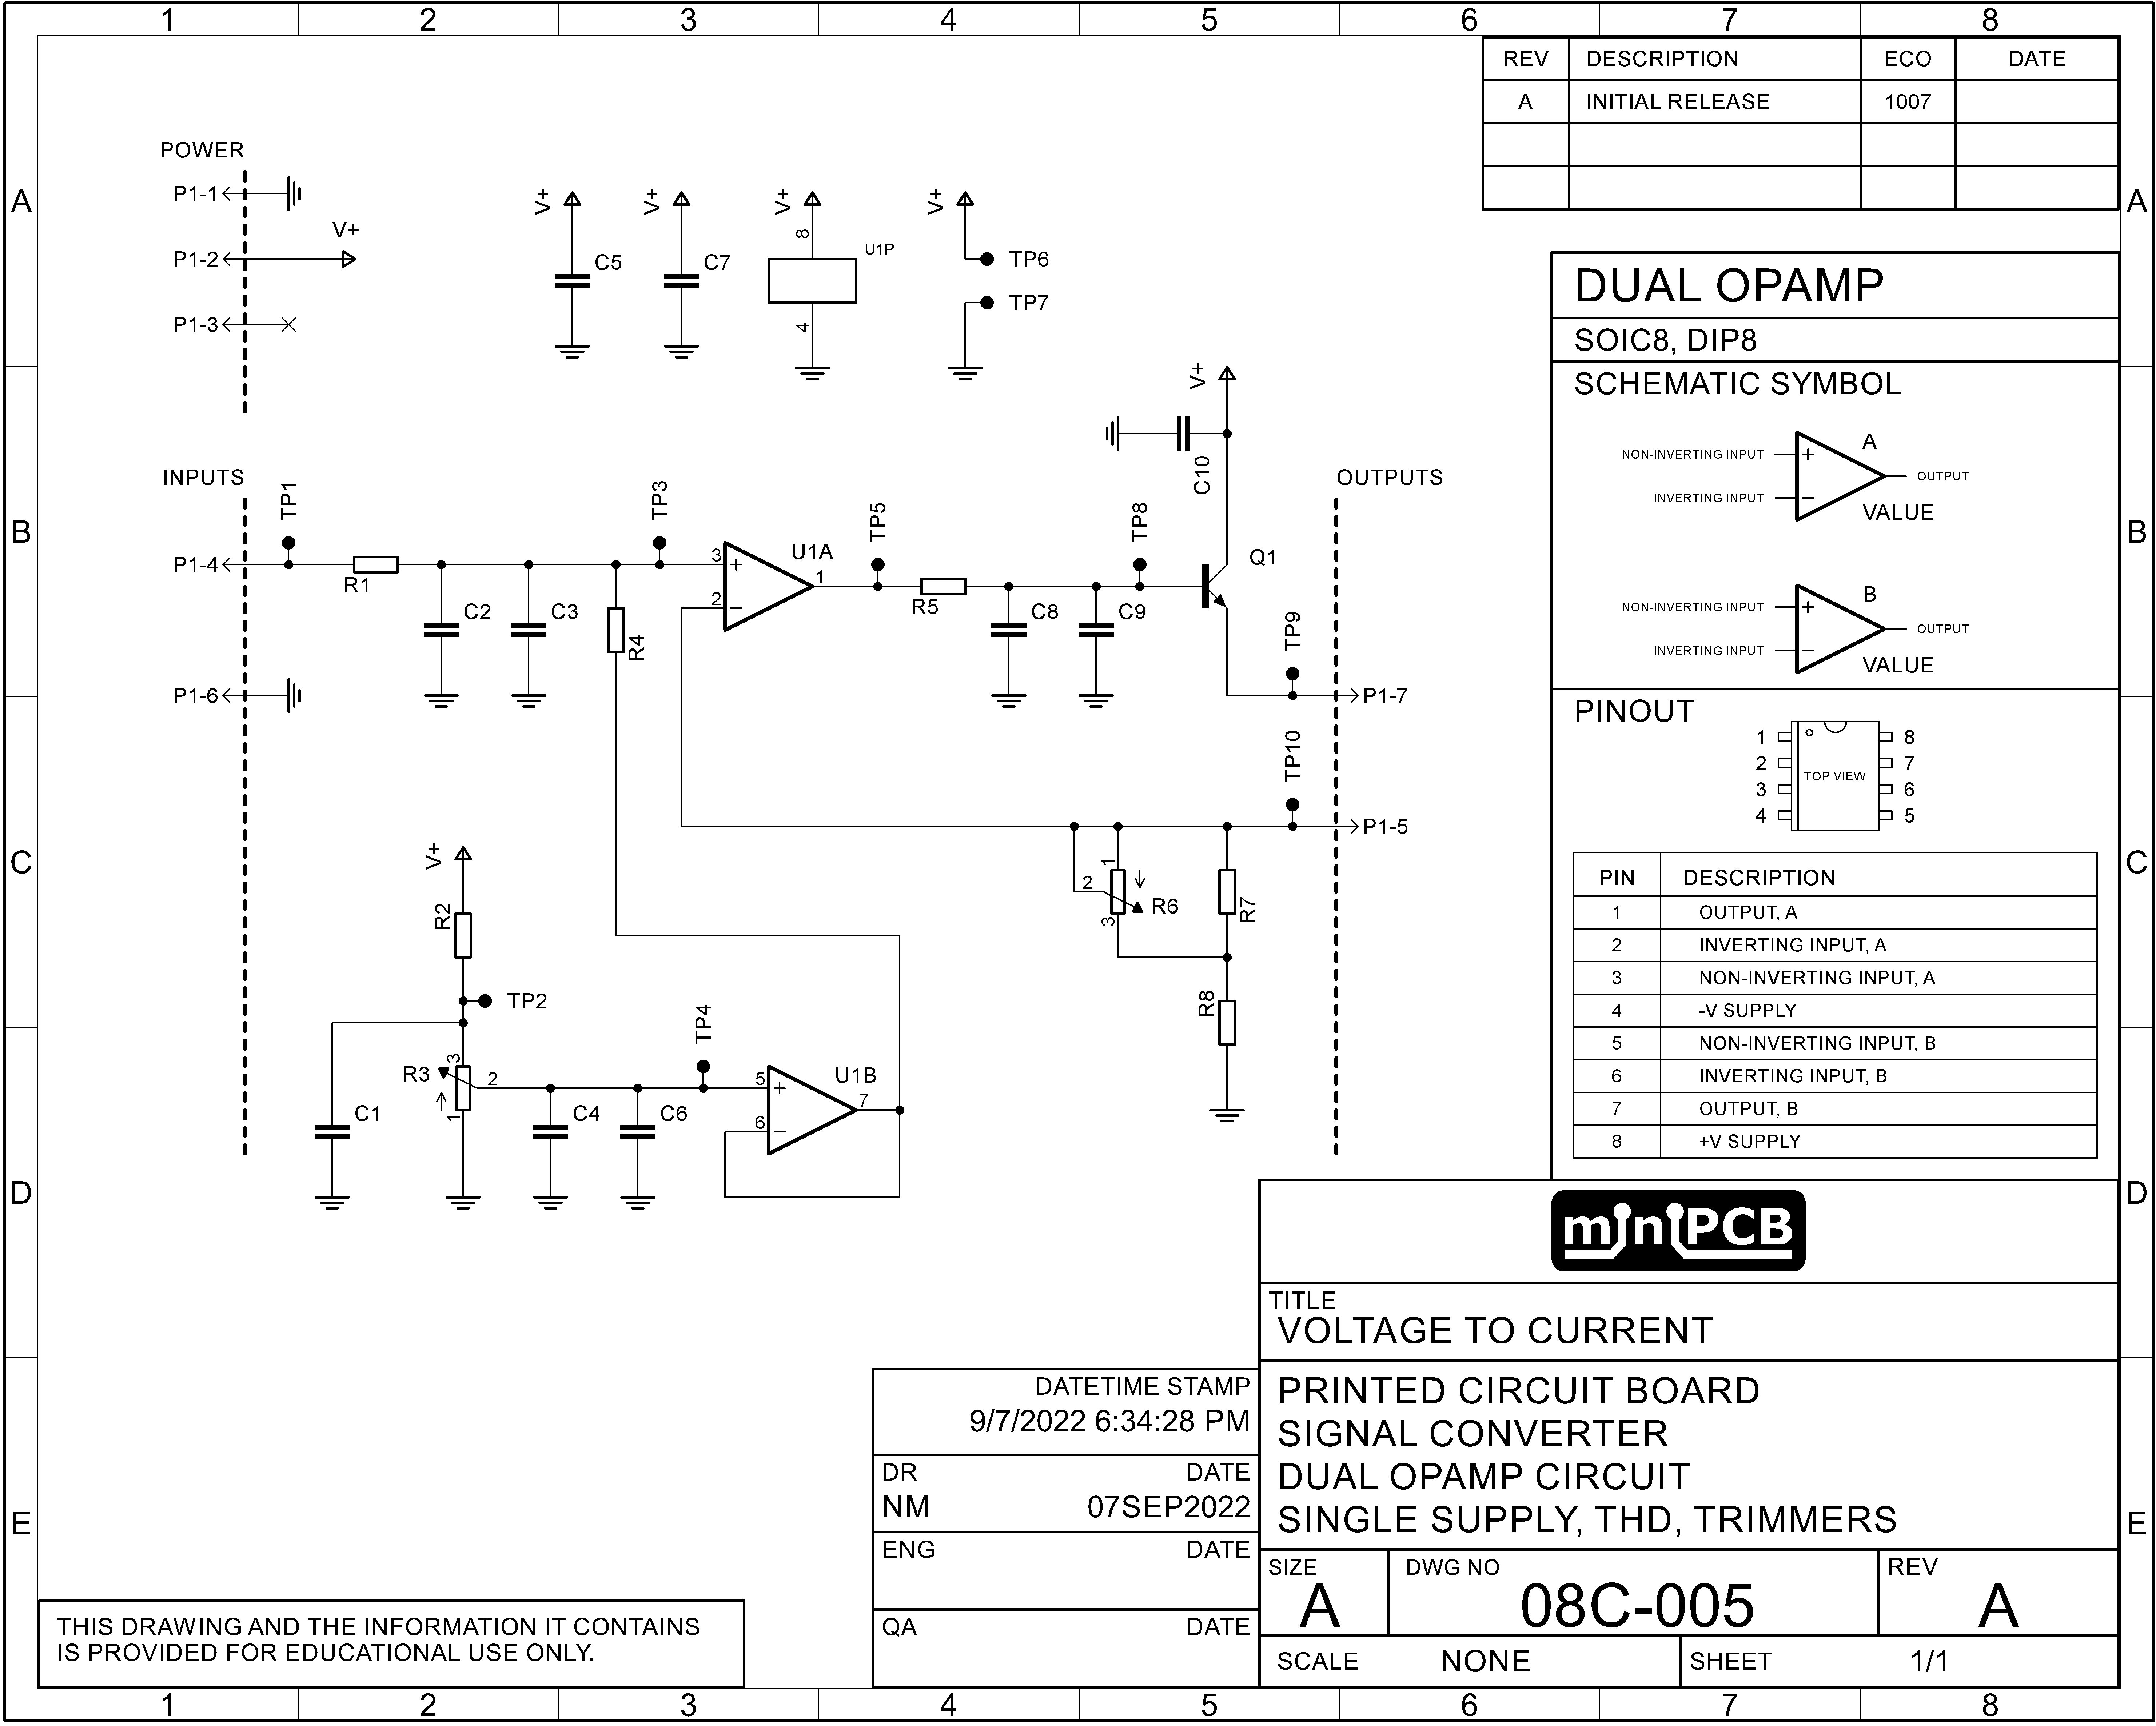 1 2 3 4 5 6 7 8
REV DESCRIPTION ECO DATE
A INITIAL RELEASE 1007
A A
POWER
P1-1
V+
P1-2
P1-3
V+ C5
V+ C7
V+ 8 U1P 4
V+ TP6
TP7
DUAL OPAMP
SOIC8, DIP8
SCHEMATIC SYMBOL
A
NON-INVERTING INPUT +
OUTPUT
INVERTING INPUT −
VALUE
B
NON-INVERTING INPUT +
OUTPUT
INVERTING INPUT −
VALUE
B B
INPUTS
P1-4
TP1
R1
C2
C3
R4
TP3
3 +
2 −
U1A
1
TP5
R5
C8
C9
TP8
V+
C10
Q1
TP9
OUTPUTS
P1-6
P1-7
TP10
P1-5
PINOUT
1 8
2 7
TOP VIEW
3 6
4 5
C C
PIN DESCRIPTION
1 OUTPUT, A
2 INVERTING INPUT, A
3 NON-INVERTING INPUT, A
4 -V SUPPLY
5 NON-INVERTING INPUT, B
6 INVERTING INPUT, B
7 OUTPUT, B
8 +V SUPPLY
V+
R2
TP2
R3 3 2 1
C1
C4
C6
TP4
5 +
6 −
U1B
7
1 2 3 R6
R7
R8
D D
miniPCB
TITLE
VOLTAGE TO CURRENT
PRINTED CIRCUIT BOARD
SIGNAL CONVERTER
DUAL OPAMP CIRCUIT
SINGLE SUPPLY, THD, TRIMMERS
DATETIME STAMP
9/7/2022 6:34:28 PM
DR DATE
NM 07SEP2022
ENG DATE
QA DATE
E E
SIZE DWG NO REV
A 08C-005 A
SCALE NONE SHEET 1/1
THIS DRAWING AND THE INFORMATION IT CONTAINS
IS PROVIDED FOR EDUCATIONAL USE ONLY.
1 2 3 4 5 6 7 8